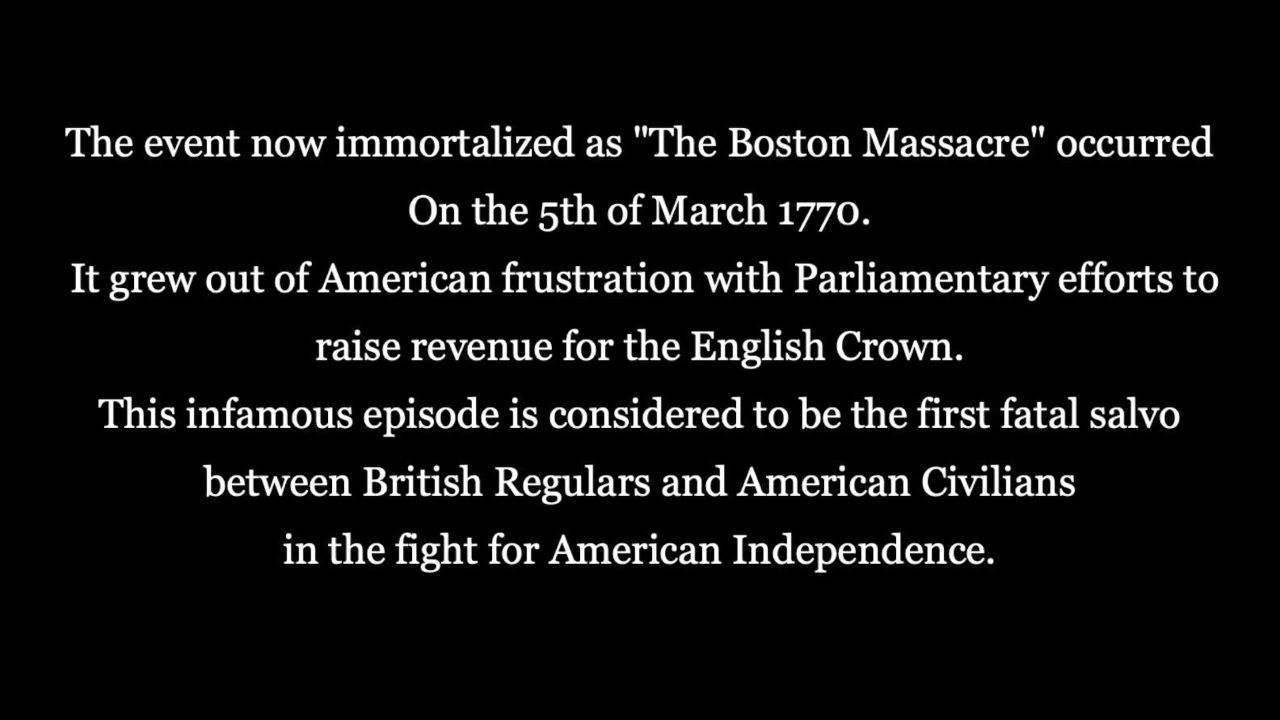 The event now immortalized as "The Boston Massacre" occurred
On the 5th of March 1770.
It grew out of American frustration with Parliamentary efforts to
raise revenue for the English Crown.
This infamous episode is considered to be the first fatal salvo
between British Regulars and American Civilians
in the fight for American Independence.